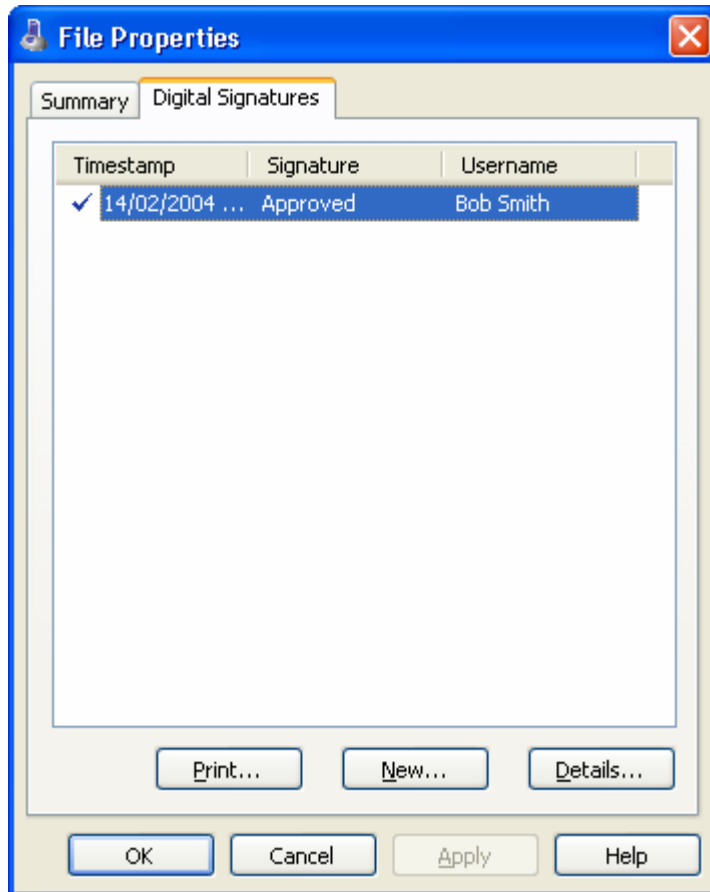 File Properties
Summary Digital Signatures
Timestamp Signature Username
14/02/2004 ... Approved Bob Smith
Print... New... Details...
OK Cancel Apply Help